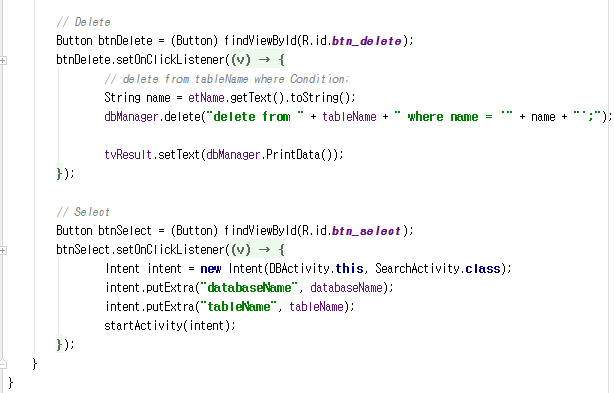 // Delete
Button btnDelete = (Button) findViewById(R.id.btn_delete);
btnDelete.setOnClickListener((v) → {
// delete from tableName where Condition;
String name = etName.getText().toString();
dbManager.delete("delete from " + tableName + " where name = '" + name + "';");
tvResult.setText(dbManager.PrintData());
});
// Select
Button btnSelect = (Button) findViewById(R.id.btn_select);
btnSelect.setOnClickListener((v) → {
Intent intent = new Intent(DBActivity.this, SearchActivity.class);
intent.putExtra("databaseName", databaseName);
intent.putExtra("tableName", tableName);
startActivity(intent);
});
}
}